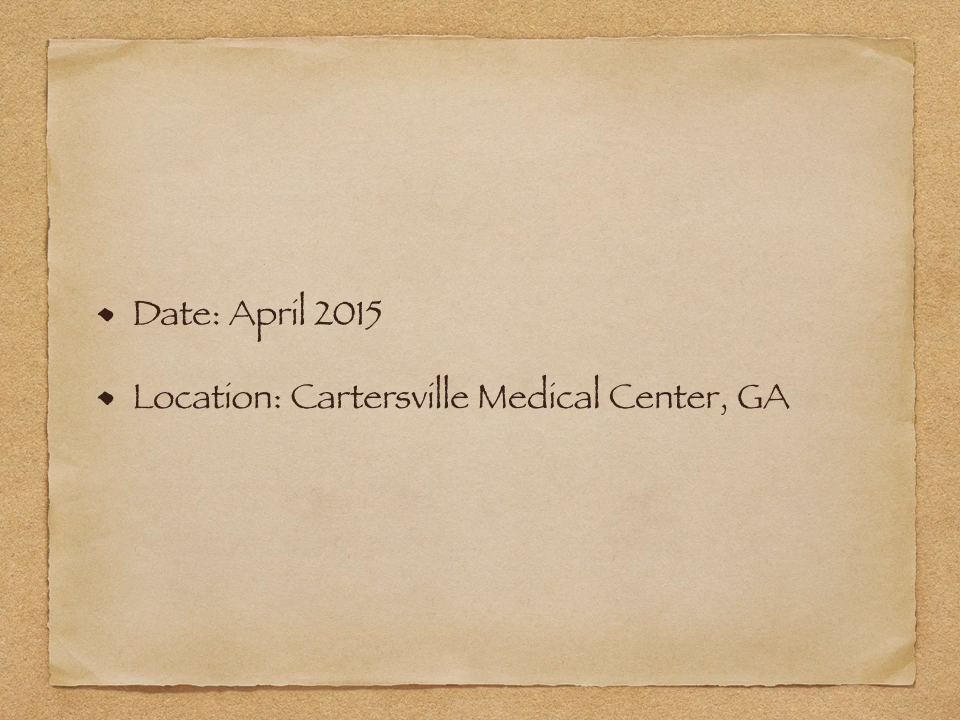 • Date: April 2015
• Location: Cartersville Medical Center, GA